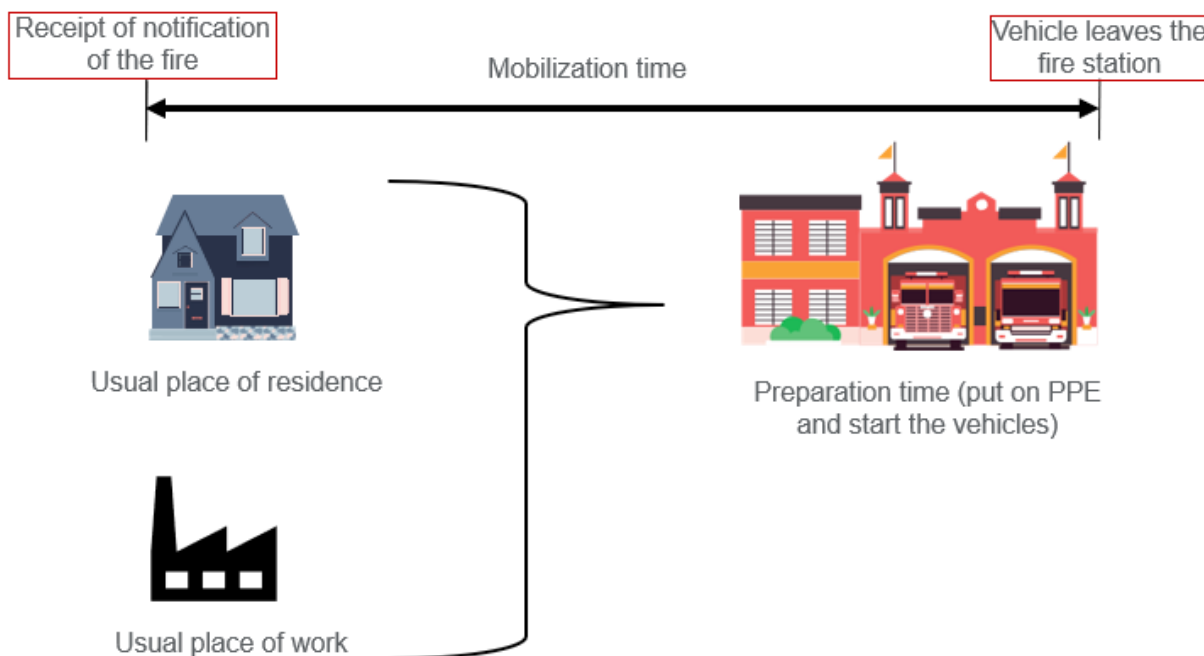 Receipt of notification
of the fire
Mobilization time
Vehicle leaves the
fire station
Usual place of residence
Preparation time (put on PPE
and start the vehicles)
Usual place of work